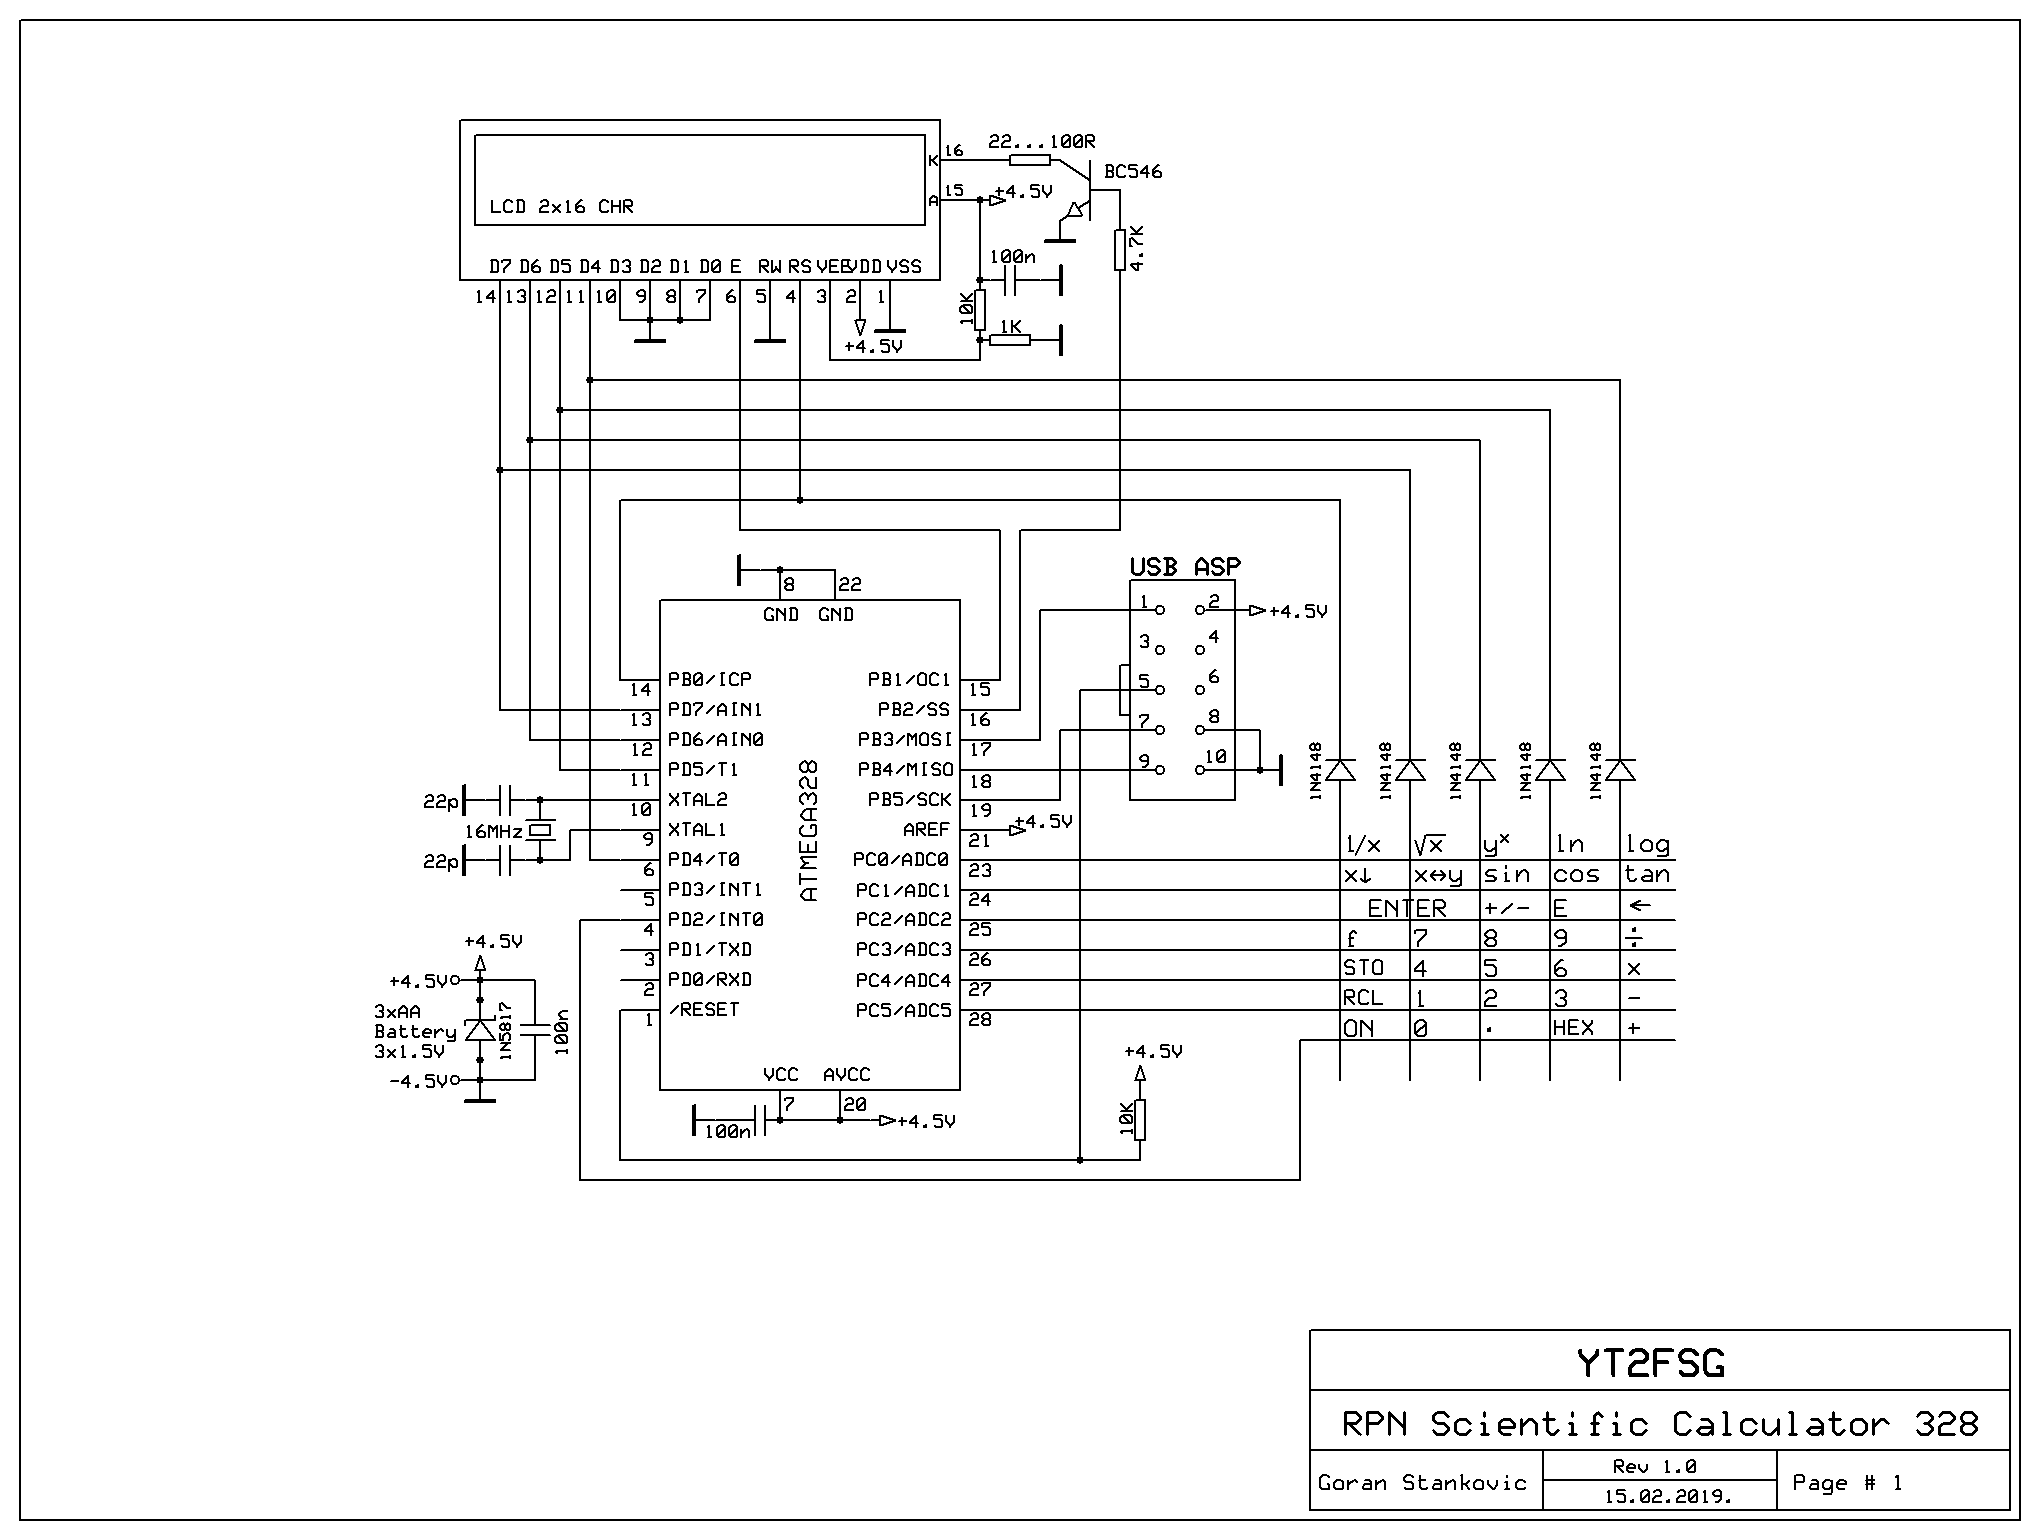 22...100R
K 16
BC546
A 15 +4.5V
LCD 2x16 CHR
4.7K
100n
D7 D6 D5 D4 D3 D2 D1 D0 E RW RS VEE VDD VSS
14 13 12 11 10 9 8 7 6 5 4 3 2 1
10K
1K
+4.5V
USB ASP
8 22
GND GND
1 2 +4.5V
3 4
5 6
7 8
9 10
14 PB0/ICP PB1/OC1 15
13 PD7/AIN1 PB2/SS 16
12 PD6/AIN0 PB3/MOSI 17
11 PD5/T1 PB4/MISO 18
10 XTAL2 PB5/SCK 19
9 XTAL1 AREF 21 +4.5V
6 PD4/T0 PC0/ADC0 23
5 PD3/INT1 PC1/ADC1 24
4 PD2/INT0 PC2/ADC2 25
3 PD1/TXD PC3/ADC3 26
2 PD0/RXD PC4/ADC4 27
1 /RESET PC5/ADC5 28
ATMEGA328
22p
16MHz
22p
1N4148 1N4148 1N4148 1N4148 1N4148
1/x √x yˣ ln log
x↓ x↔y sin cos tan
ENTER +/- E ←
f 7 8 9 ÷
STO 4 5 6 x
RCL 1 2 3 -
ON 0 . HEX +
+4.5V
+4.5V
3xAA
Battery
3x1.5V
-4.5V
1N5817
100n
VCC AVCC
7 20
100n
+4.5V
+4.5V
10K
YT2FSG
RPN Scientific Calculator 328
Goran Stankovic
Rev 1.0
15.02.2019.
Page # 1